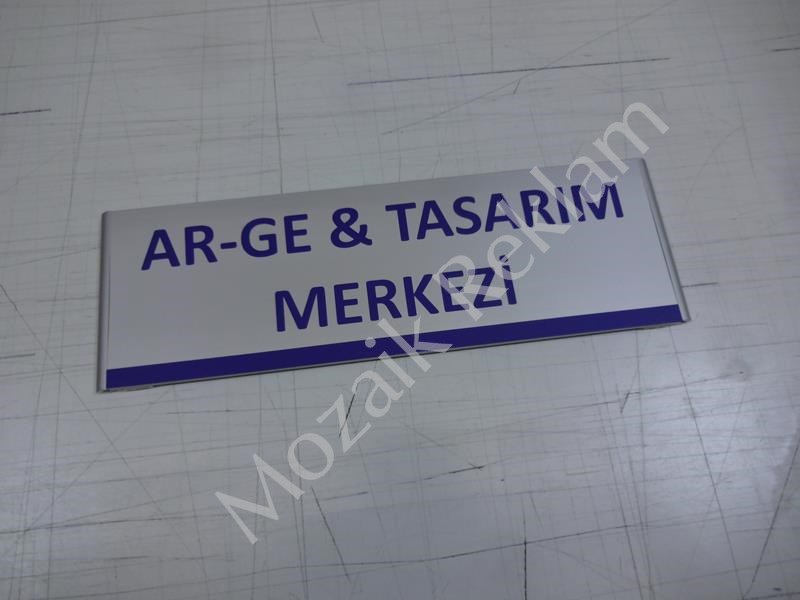 AR-GE & TASARIM
MERKEZİ
Mozaik Reklam